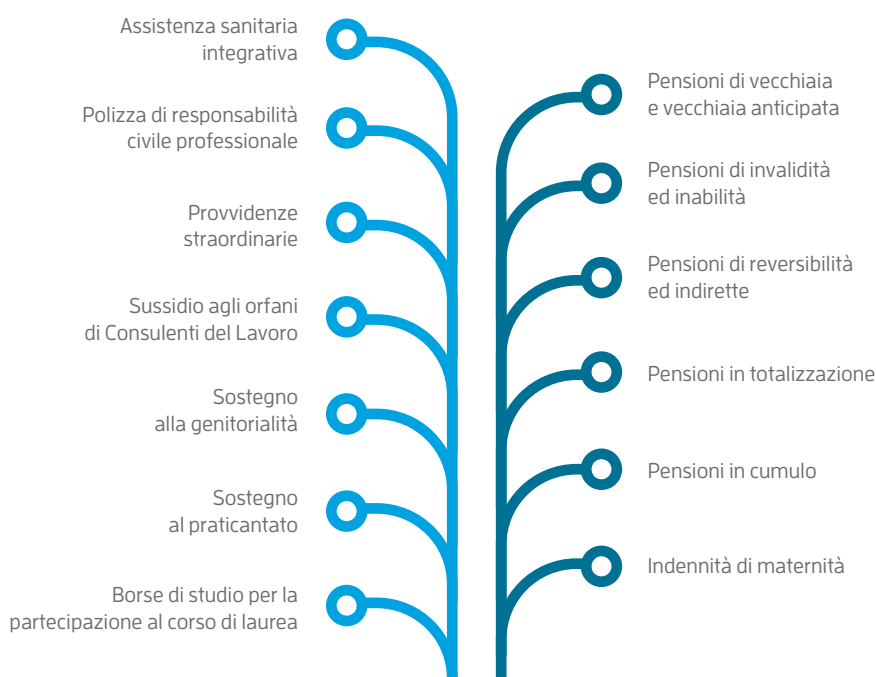 Assistenza sanitaria
integrativa
Polizza di responsabilità
civile professionale
Provvidenze
straordinarie
Sussidio agli orfani
di Consulenti del Lavoro
Sostegno
alla genitorialità
Sostegno
al praticantato
Borse di studio per la
partecipazione al corso di laurea
Pensioni di vecchiaia
e vecchiaia anticipata
Pensioni di invalidità
ed inabilità
Pensioni di reversibilità
ed indirette
Pensioni in totalizzazione
Pensioni in cumulo
Indennità di maternità